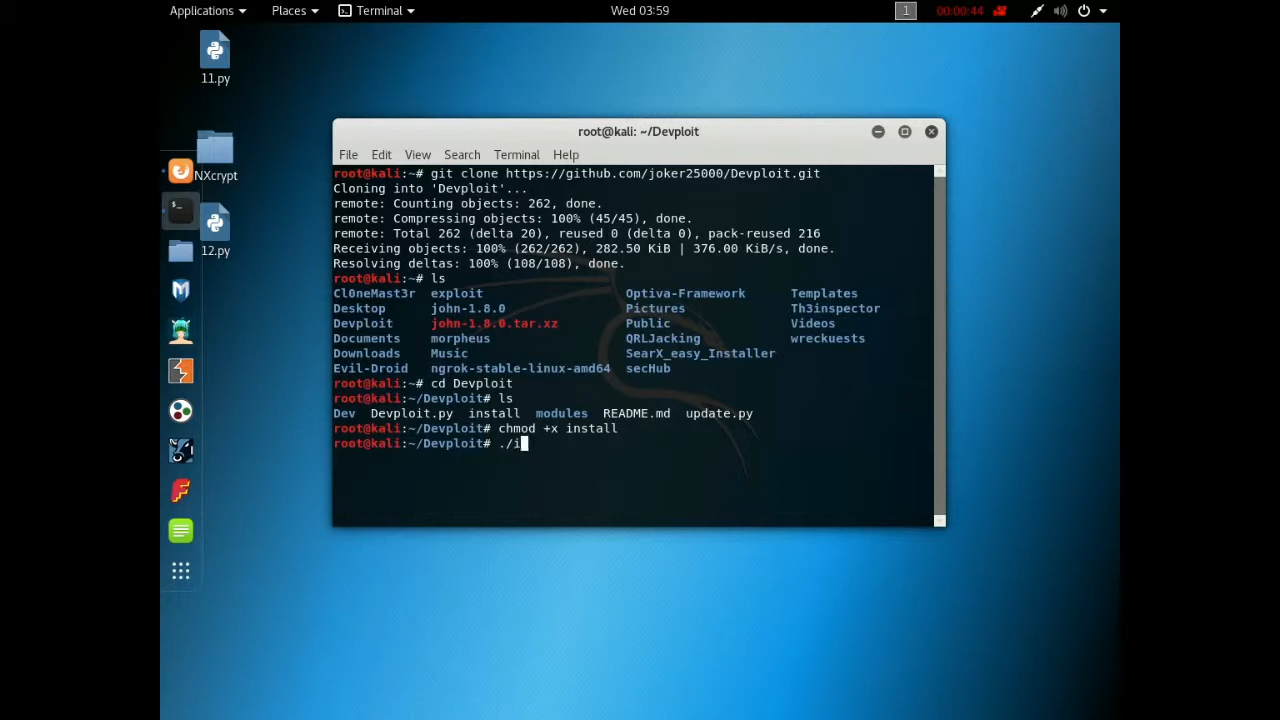 Applications Places Terminal Wed 03:59 1 00:00:44
11.py
NXcrypt
12.py
root@kali: ~/Devploit
File Edit View Search Terminal Help
root@kali:~# git clone https://github.com/joker25000/Devploit.git
Cloning into 'Devploit'...
remote: Counting objects: 262, done.
remote: Compressing objects: 100% (45/45), done.
remote: Total 262 (delta 20), reused 0 (delta 0), pack-reused 216
Receiving objects: 100% (262/262), 282.50 KiB | 376.00 KiB/s, done.
Resolving deltas: 100% (108/108), done.
root@kali:~# ls
Cl0neMast3r exploit Optiva-Framework Templates
Desktop john-1.8.0 Pictures Th3inspector
Devploit john-1.8.0.tar.xz Public Videos
Documents morpheus QRLJacking wreckuests
Downloads Music SearX_easy_Installer
Evil-Droid ngrok-stable-linux-amd64 secHub
root@kali:~# cd Devploit
root@kali:~/Devploit# ls
Dev Devploit.py install modules README.md update.py
root@kali:~/Devploit# chmod +x install
root@kali:~/Devploit# ./i